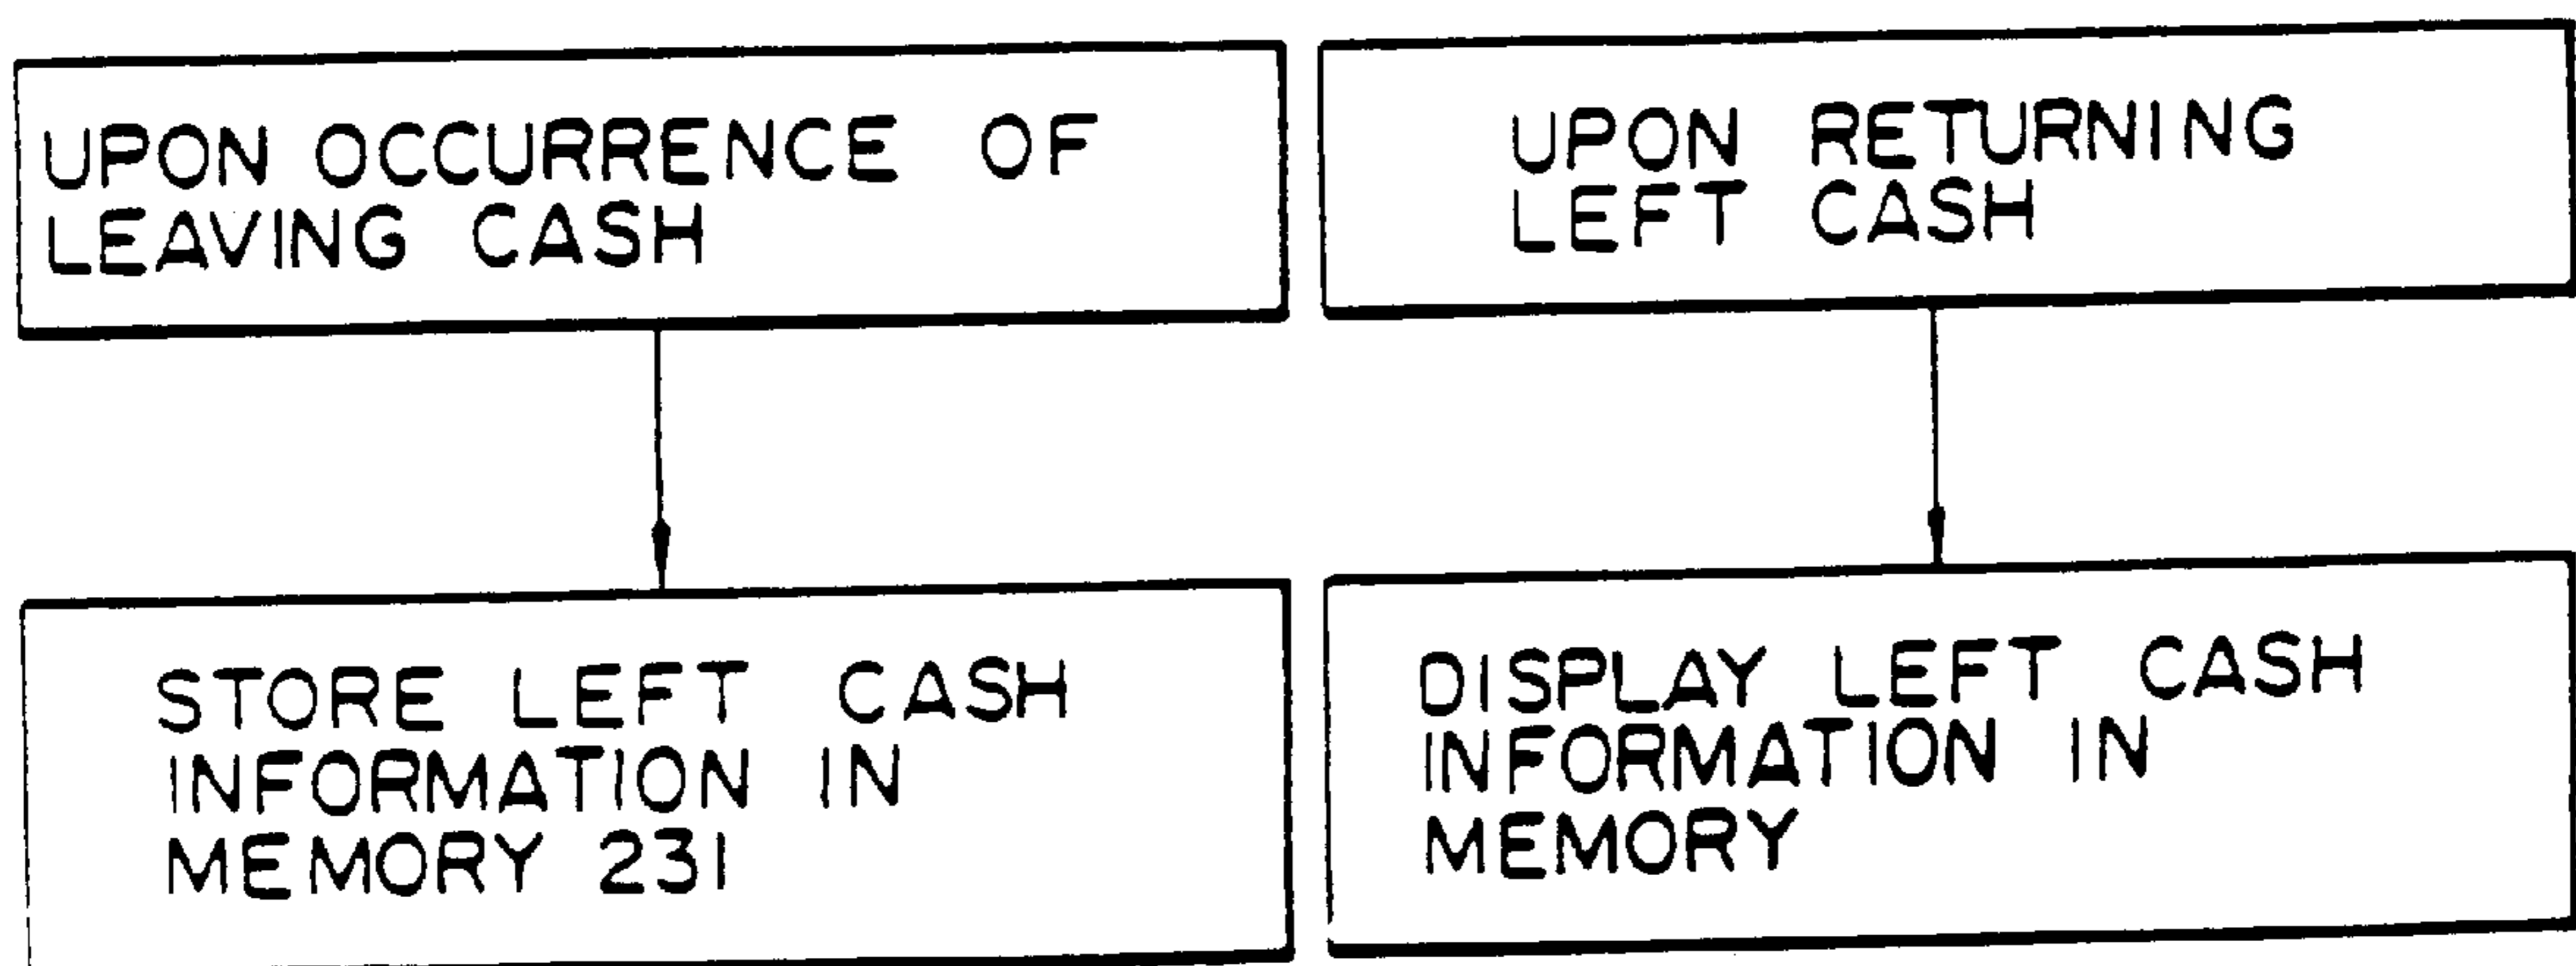 UPON OCCURRENCE OF
LEAVING CASH
UPON RETURNING
LEFT CASH
STORE LEFT CASH
INFORMATION IN
MEMORY 231
DISPLAY LEFT CASH
INFORMATION IN
MEMORY